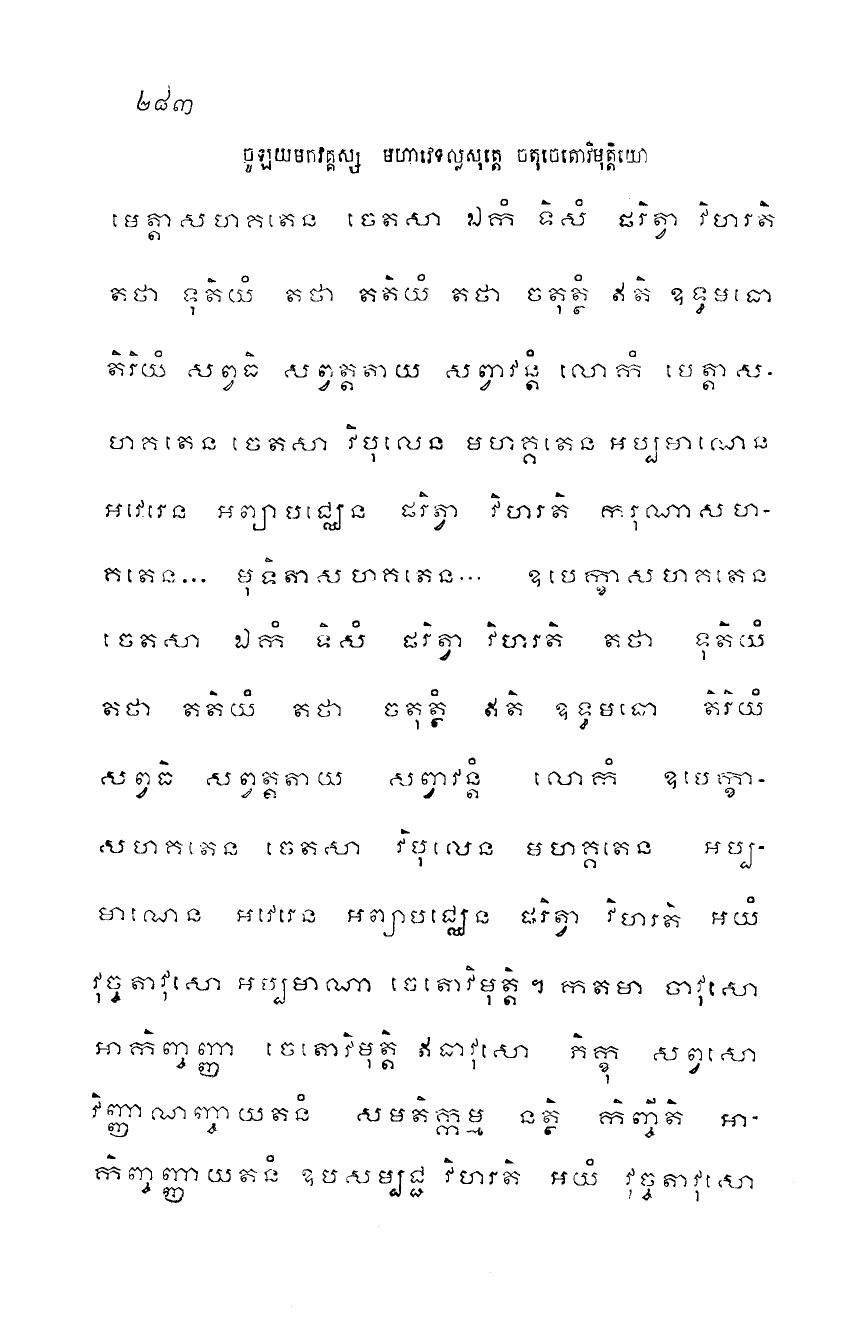 ២៨៣
ចូឡយមកវគ្គស្ស មហាវេទល្លសុត្តេ ចតុចេតោវិមុត្តិយោ
មេត្តាសហគតេន ចេតសា ឯកំ ទិសំ ផរិត្វា វិហរតិ
តថា ទុតិយំ តថា តតិយំ តថា ចតុត្ថំ ឥតិ ឧទ្ធមធោ
តិរិយំ សព្វធិ សព្វត្តតាយ សព្វាវន្តំ លោកំ មេត្តាស-
ហគតេន ចេតសា វិបុលេន មហគ្គតេន អប្បមាណេន
អវេរេន អព្យាបជ្ឈេន ផរិត្វា វិហរតិ ករុណាសហ-
គតេន... មុទិតាសហគតេន... ឧបេក្ខាសហគតេន
ចេតសា ឯកំ ទិសំ ផរិត្វា វិហរតិ តថា ទុតិយំ
តថា តតិយំ តថា ចតុត្ថំ ឥតិ ឧទ្ធមធោ តិរិយំ
សព្វធិ សព្វត្តតាយ សព្វាវន្តំ លោកំ ឧបេក្ខា-
សហគតេន ចេតសា វិបុលេន មហគ្គតេន អប្ប-
មាណេន អវេរេន អព្យាបជ្ឈេន ផរិត្វា វិហរតិ អយំ
វុច្ចតាវុសោ អប្បមាណា ចេតោវិមុត្តិ ។ កតមា ចាវុសោ
អាកិញ្ចញ្ញា ចេតោវិមុត្តិ ឥធាវុសោ ភិក្ខុ សព្វសោ
វិញ្ញាណញ្ចាយតនំ សមតិក្កម្ម នត្ថិ កិញ្ចីតិ អា-
កិញ្ចញ្ញាយតនំ ឧបសម្បជ្ជ វិហរតិ អយំ វុច្ចតាវុសោ